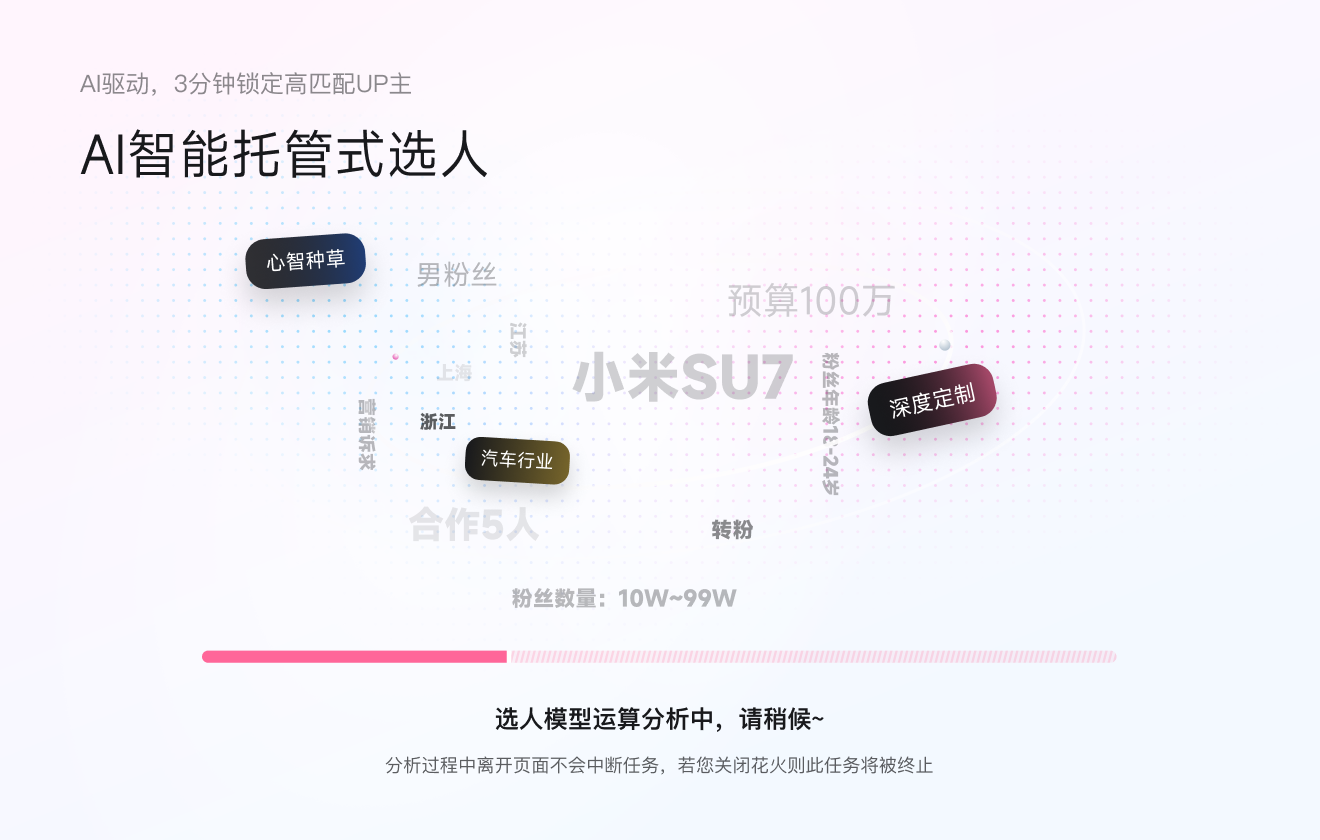 AI驱动，3分钟锁定高匹配UP主
AI智能托管式选人
心智种草
男粉丝
预算100万
江苏
小米SU7
上海
粉丝年龄18-24岁
深度定制
营销诉求
浙江
汽车行业
合作5人
转粉
粉丝数量：10W~99W
选人模型运算分析中，请稍候~
分析过程中离开页面不会中断任务，若您关闭花火则此任务将被终止